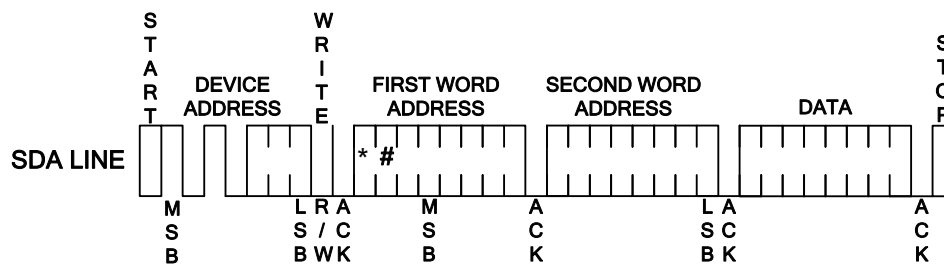 START
WRITE
DEVICE
ADDRESS
FIRST WORD
ADDRESS
SECOND WORD
ADDRESS
DATA
SDA LINE
* #
MSB
LSB
R/W
ACK
MSB
ACK
LSB
ACK
ACK